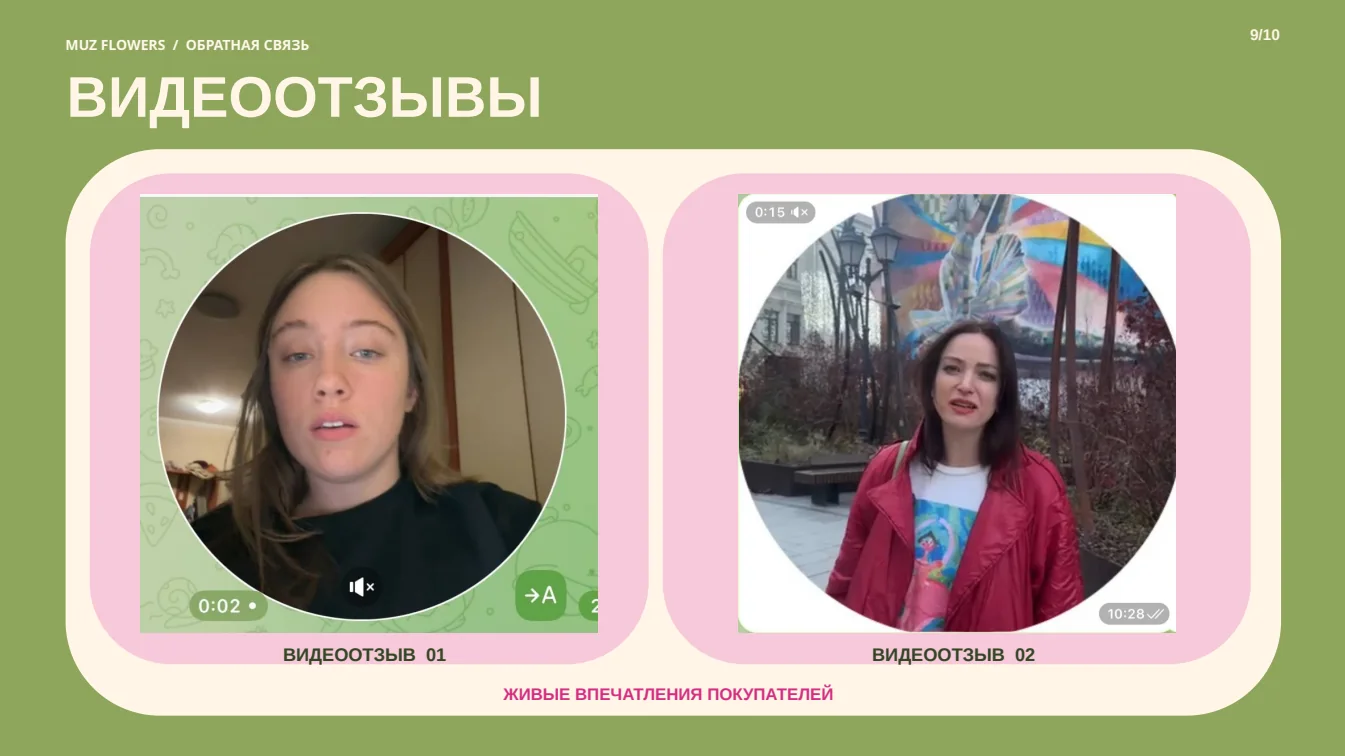 MUZ FLOWERS / ОБРАТНАЯ СВЯЗЬ
9/10
ВИДЕООТЗЫВЫ
0:15
0:02
→A
2
10:28
ВИДЕООТЗЫВ 01
ВИДЕООТЗЫВ 02
ЖИВЫЕ ВПЕЧАТЛЕНИЯ ПОКУПАТЕЛЕЙ